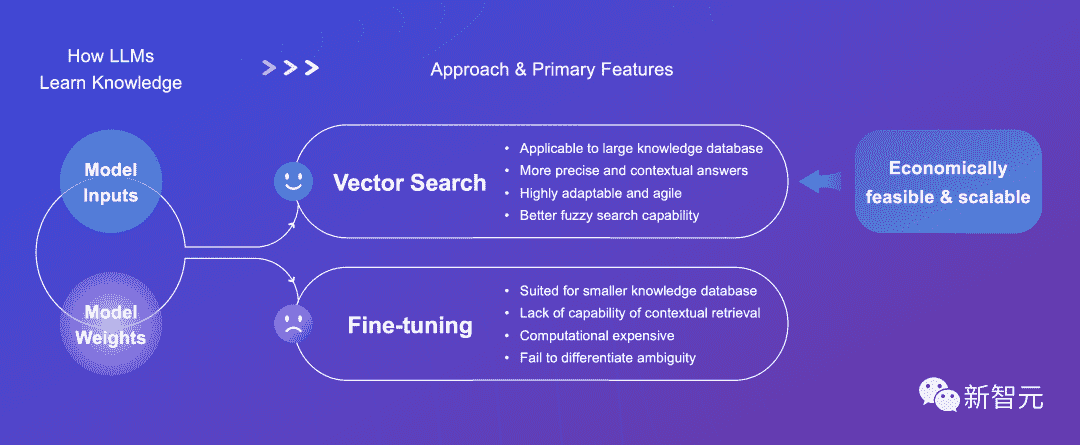 How LLMs
Learn Knowledge
Approach & Primary Features
Model
Inputs
Model
Weights
Vector Search
• Applicable to large knowledge database
• More precise and contextual answers
• Highly adaptable and agile
• Better fuzzy search capability
Economically
feasible & scalable
Fine-tuning
• Suited for smaller knowledge database
• Lack of capability of contextual retrieval
• Computational expensive
• Fail to differentiate ambiguity
新智元